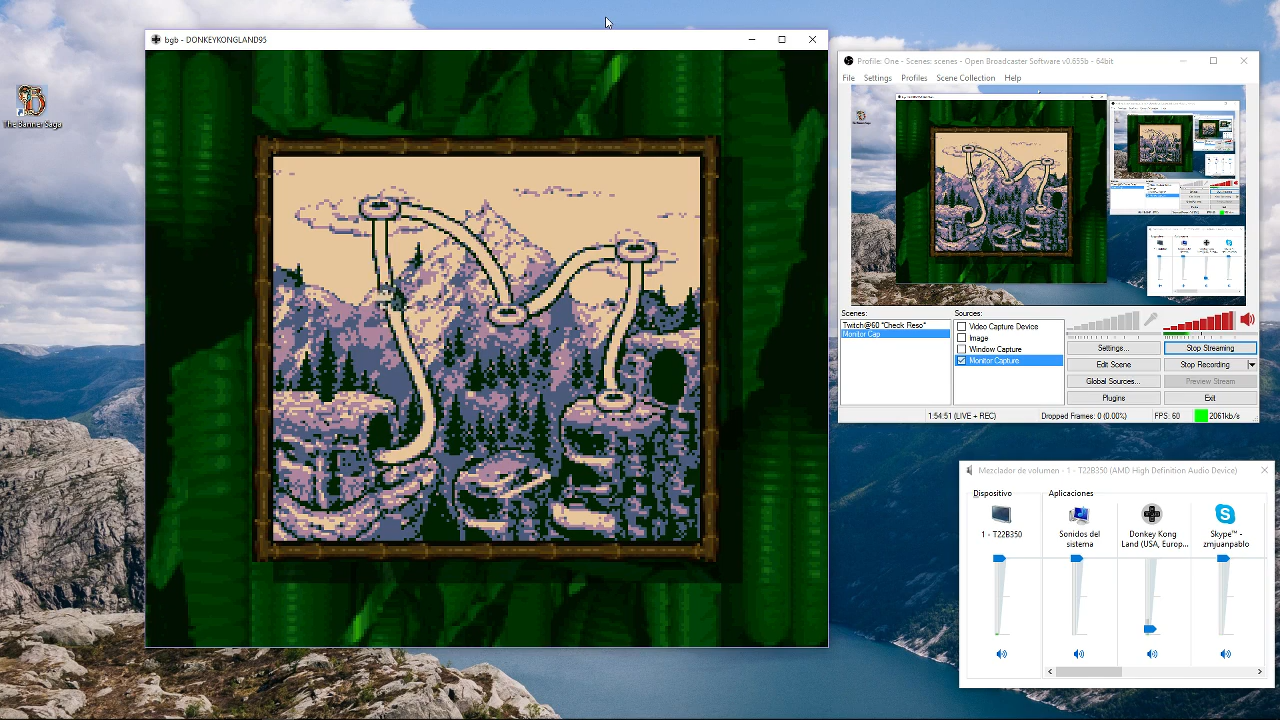 bgb - DONKEYKONGLAND95
The Banner Saga
Profile: One - Scenes: scenes - Open Broadcaster Software v0.655b - 64bit
File Settings Profiles Scene Collection Help
Scenes:
Twitch@60 "Check Reso"
Monitor Cap
Sources:
Video Capture Device
Image
Window Capture
Monitor Capture
Settings... Stop Streaming
Edit Scene Stop Recording
Global Sources... Preview Stream
Plugins Exit
1:54:51 (LIVE + REC) Dropped Frames: 0 (0.00%) FPS: 60 2061kb/s
Mezclador de volumen - 1 - T22B350 (AMD High Definition Audio Device)
Dispositivo Aplicaciones
1 - T22B350
Sonidos del
sistema
Donkey Kong
Land (USA, Europ...
Skype™ -
zmjuanpablo